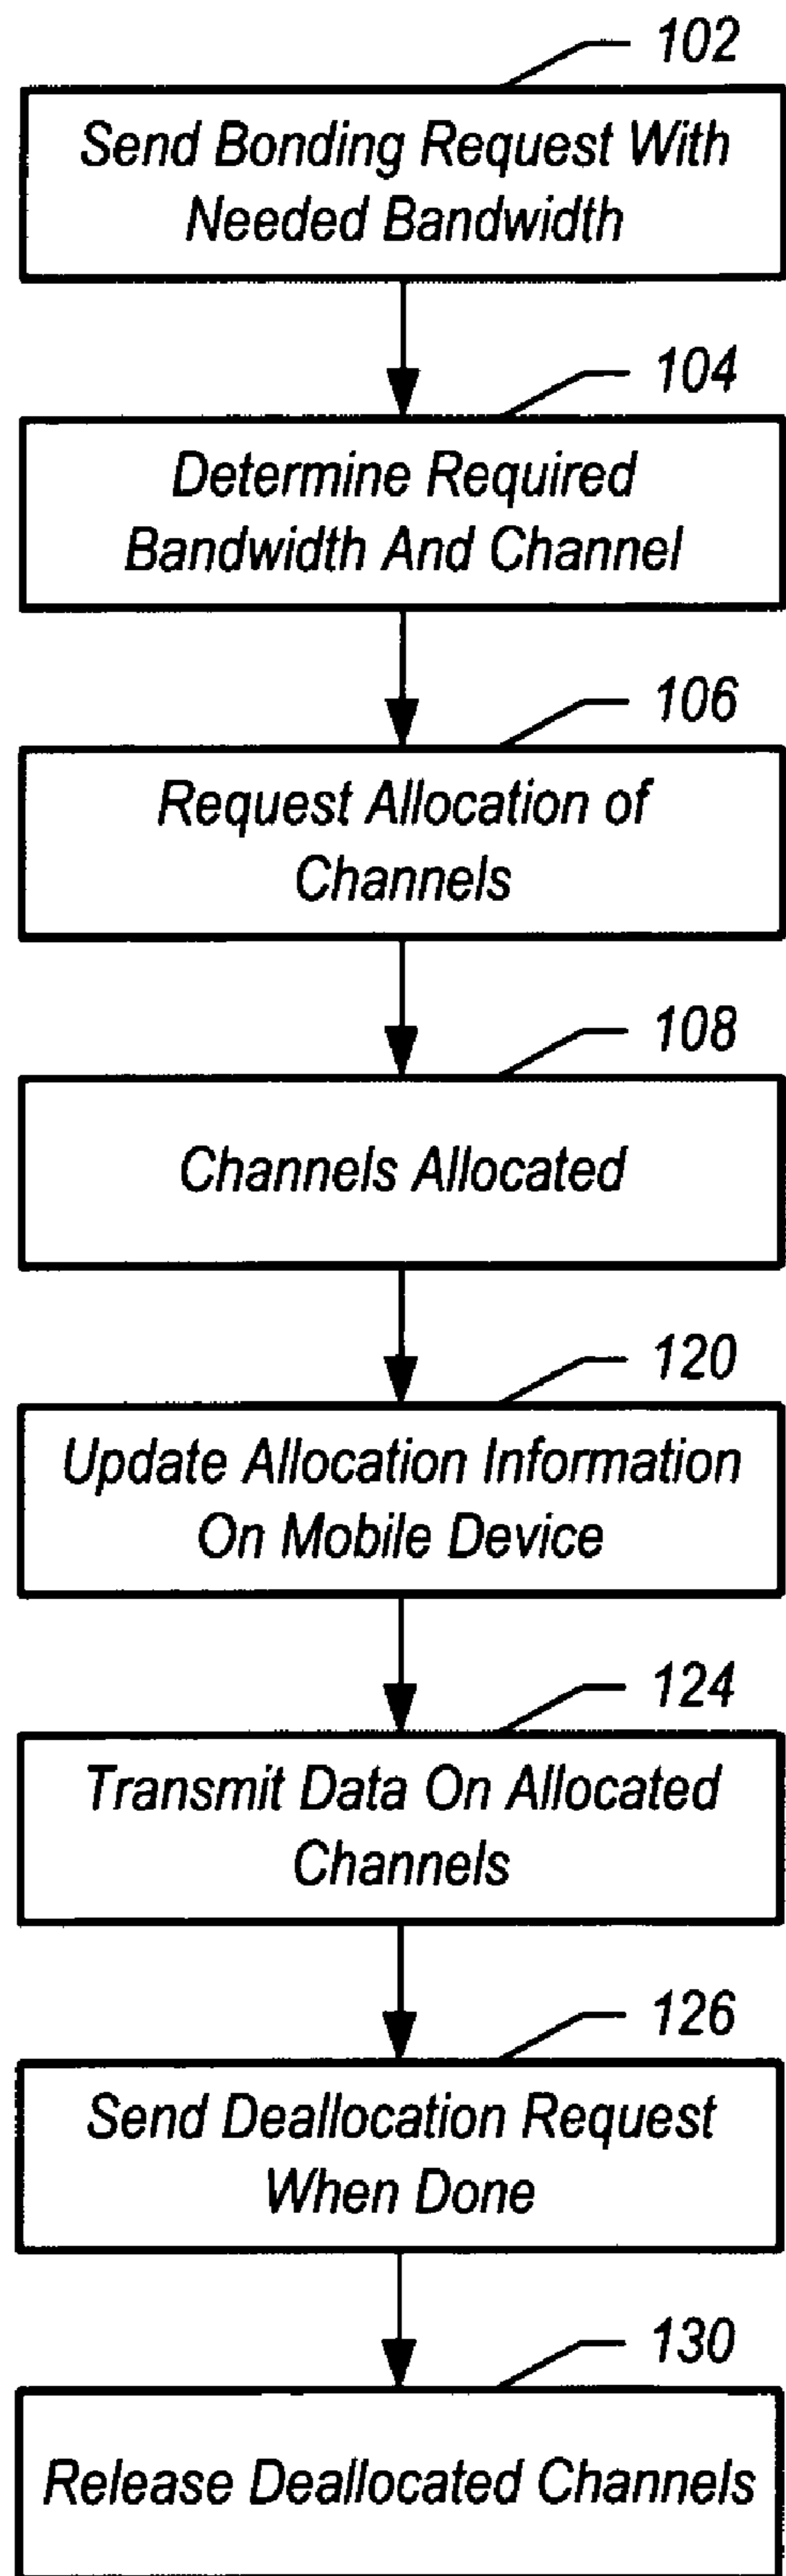 102
Send Bonding Request With
Needed Bandwidth
104
Determine Required
Bandwidth And Channel
106
Request Allocation of
Channels
108
Channels Allocated
120
Update Allocation Information
On Mobile Device
124
Transmit Data On Allocated
Channels
126
Send Deallocation Request
When Done
130
Release Deallocated Channels